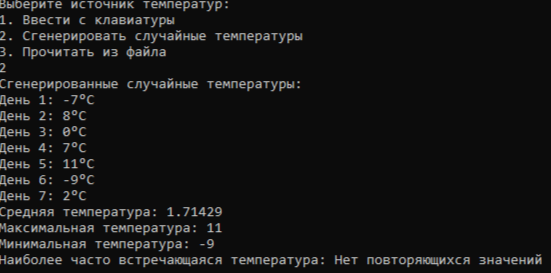 Выберите источник температур:
1. Ввести с клавиатуры
2. Сгенерировать случайные температуры
3. Прочитать из файла
2
Сгенерированные случайные температуры:
День 1: -7°C
День 2: 8°C
День 3: 0°C
День 4: 7°C
День 5: 11°C
День 6: -9°C
День 7: 2°C
Средняя температура: 1.71429
Максимальная температура: 11
Минимальная температура: -9
Наиболее часто встречающаяся температура: Нет повторяющихся значений